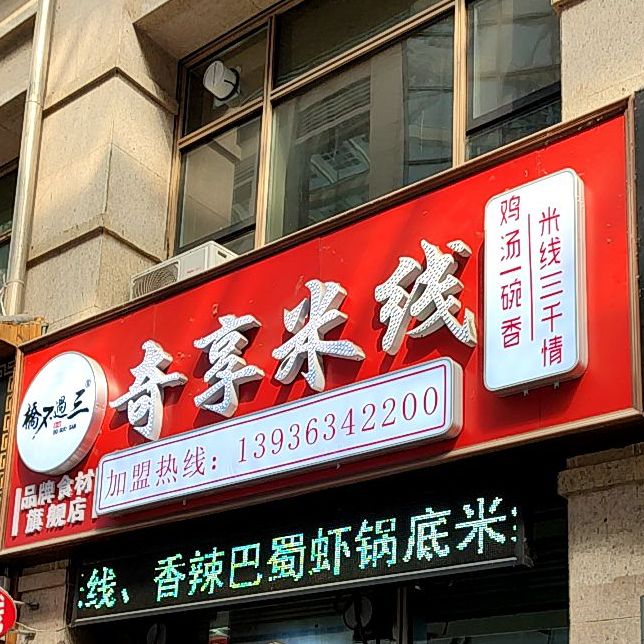 橋不過三
奇享米线
鸡汤一碗香
米线三千情
加盟热线：13936342200
品牌食材
旗舰店
线、香辣巴蜀虾锅底米